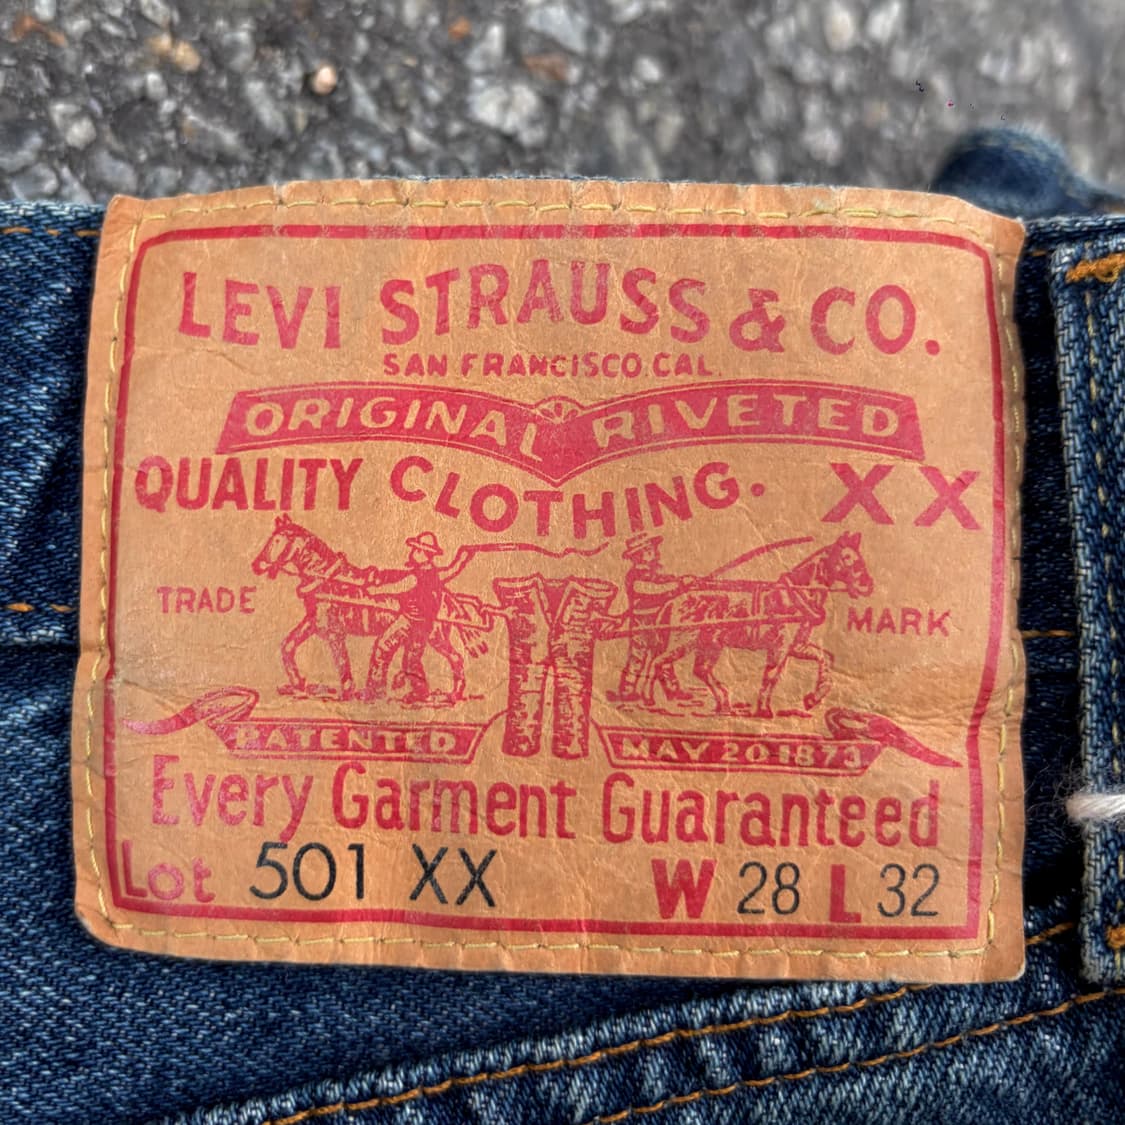 LEVI STRAUSS & CO.
SAN FRANCISCO.CAL.
ORIGINAL RIVETED
QUALITY CLOTHING. XX
TRADE MARK
PATENTED MAY 20 1873
Every Garment Guaranteed
Lot 501 XX W 28 L 32